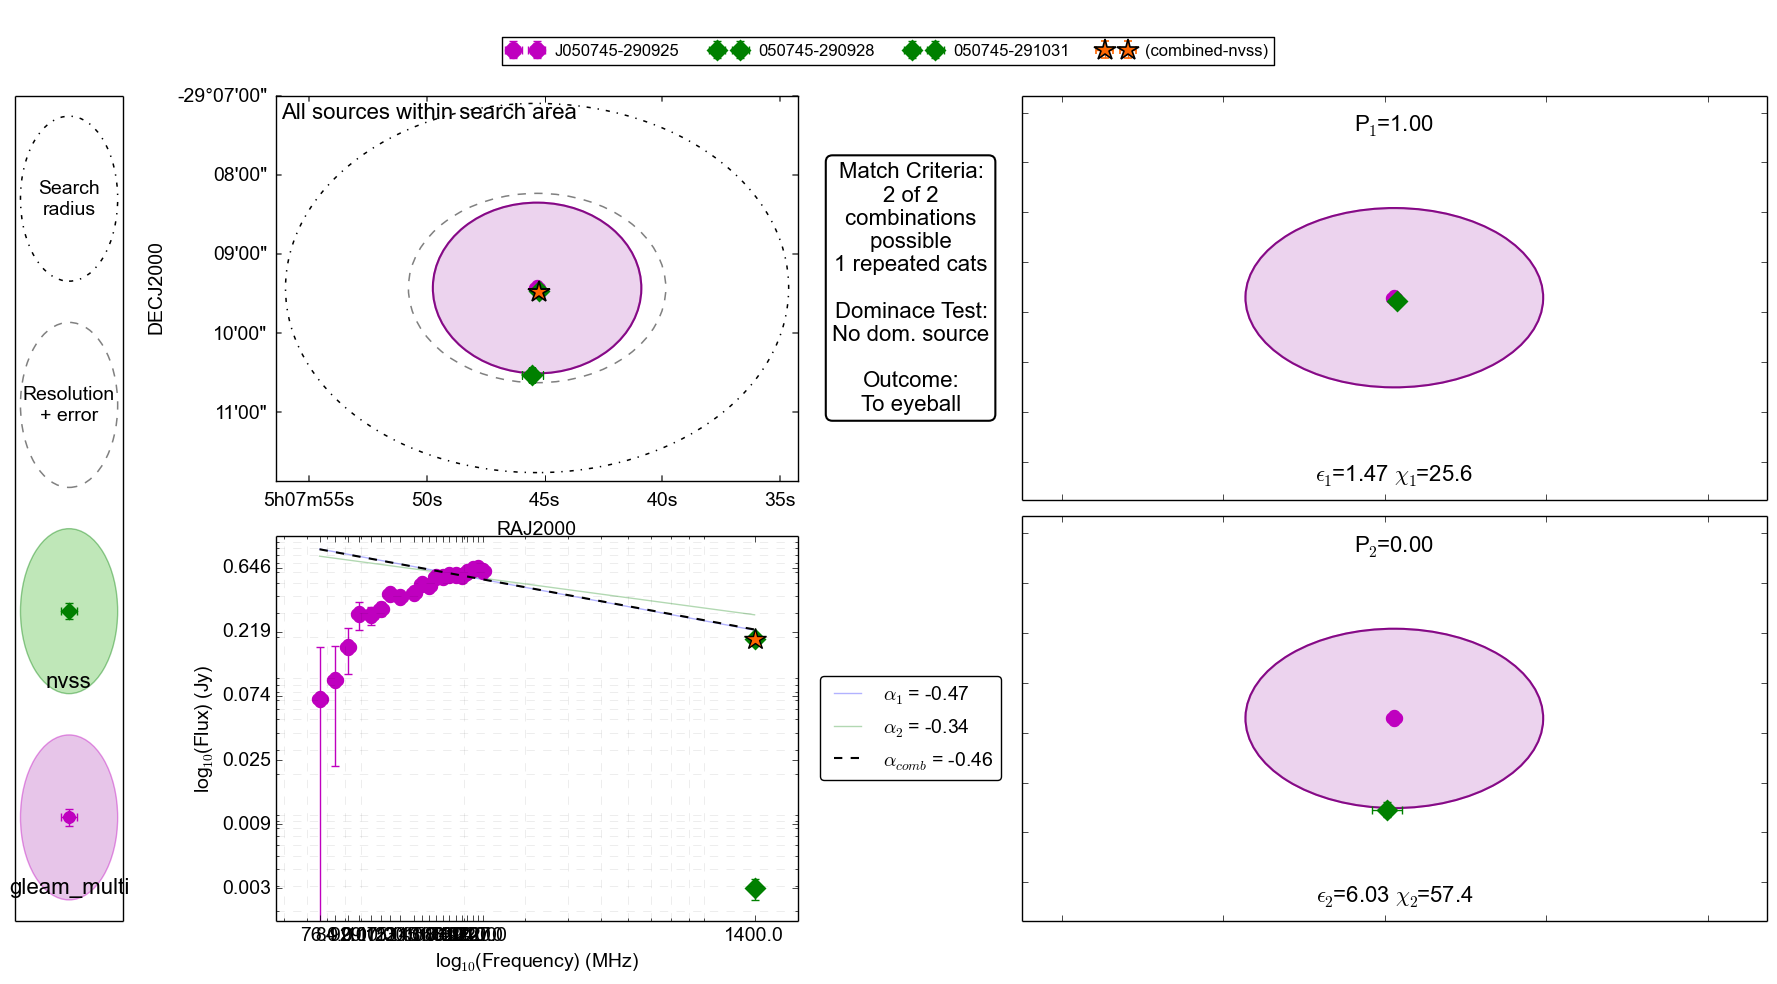 J050745-290925
050745-290928
050745-291031
(combined-nvss)
Search
radius
Resolution
+ error
nvss
gleam_multi
All sources within search area
-29°07'00"
08'00"
09'00"
10'00"
11'00"
DECJ2000
5h07m55s
50s
45s
40s
35s
RAJ2000
Match Criteria:
2 of 2
combinations
possible
1 repeated cats
Dominace Test:
No dom. source
Outcome:
To eyeball
P1=1.00
ϵ1=1.47 χ1=25.6
P2=0.00
ϵ2=6.03 χ2=57.4
0.646
0.219
0.074
0.025
0.009
0.003
log10(Flux) (Jy)
1400.0
log10(Frequency) (MHz)
α1 = -0.47
α2 = -0.34
αcomb = -0.46